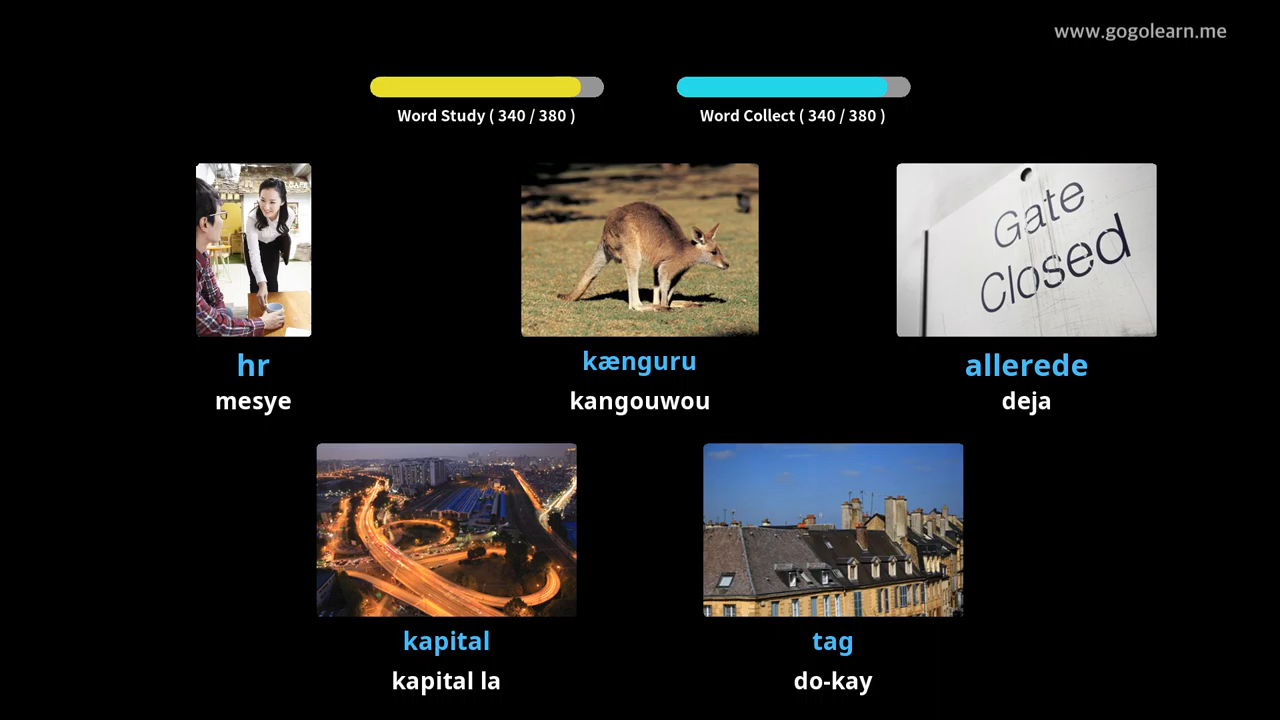 www.gogolearn.me
Word Study ( 340 / 380 )
Word Collect ( 340 / 380 )
Gate
Closed
hr
mesye
kænguru
kangouwou
allerede
deja
kapital
kapital la
tag
do-kay